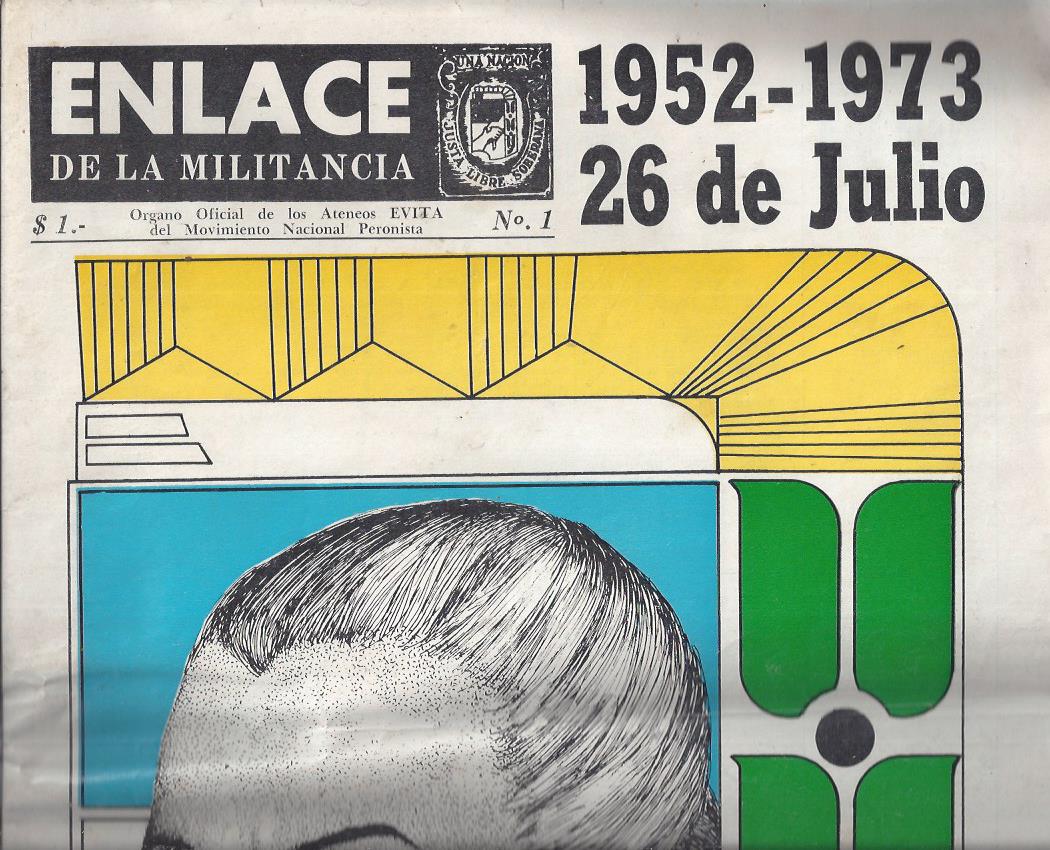 ENLACE
DE LA MILITANCIA
UNA NACION
JUSTA LIBRE SOBERANA
$ 1.-
Organo Oficial de los Ateneos EVITA
del Movimiento Nacional Peronista
Nº. 1
1952-1973
26 de Julio